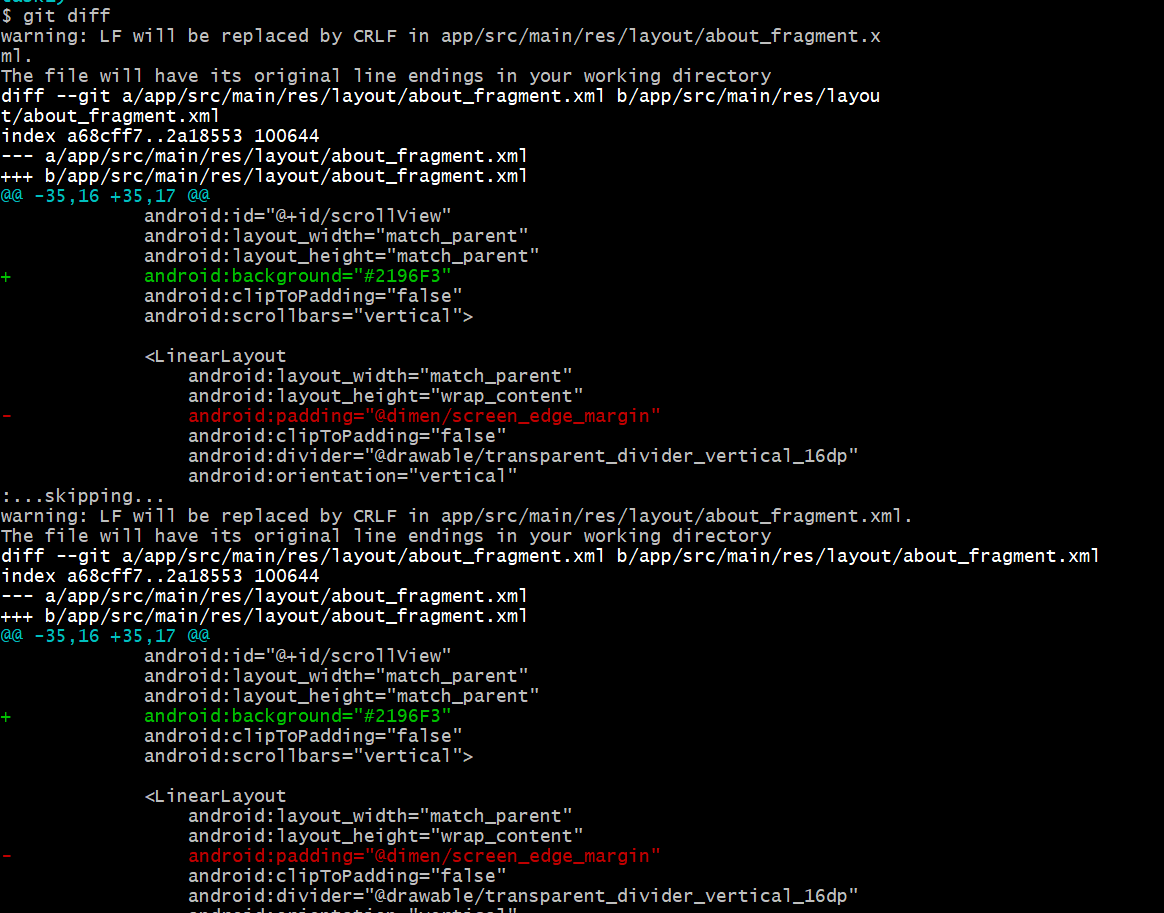 $ git diff
warning: LF will be replaced by CRLF in app/src/main/res/layout/about_fragment.x
ml.
The file will have its original line endings in your working directory
diff --git a/app/src/main/res/layout/about_fragment.xml b/app/src/main/res/layou
t/about_fragment.xml
index a68cff7..2a18553 100644
--- a/app/src/main/res/layout/about_fragment.xml
+++ b/app/src/main/res/layout/about_fragment.xml
@@ -35,16 +35,17 @@
             android:id="@+id/scrollView"
             android:layout_width="match_parent"
             android:layout_height="match_parent"
+            android:background="#2196F3"
             android:clipToPadding="false"
             android:scrollbars="vertical">

             <LinearLayout
                 android:layout_width="match_parent"
                 android:layout_height="wrap_content"
-                android:padding="@dimen/screen_edge_margin"
                 android:clipToPadding="false"
                 android:divider="@drawable/transparent_divider_vertical_16dp"
                 android:orientation="vertical"
:...skipping...
warning: LF will be replaced by CRLF in app/src/main/res/layout/about_fragment.xml.
The file will have its original line endings in your working directory
diff --git a/app/src/main/res/layout/about_fragment.xml b/app/src/main/res/layout/about_fragment.xml
index a68cff7..2a18553 100644
--- a/app/src/main/res/layout/about_fragment.xml
+++ b/app/src/main/res/layout/about_fragment.xml
@@ -35,16 +35,17 @@
             android:id="@+id/scrollView"
             android:layout_width="match_parent"
             android:layout_height="match_parent"
+            android:background="#2196F3"
             android:clipToPadding="false"
             android:scrollbars="vertical">

             <LinearLayout
                 android:layout_width="match_parent"
                 android:layout_height="wrap_content"
-                android:padding="@dimen/screen_edge_margin"
                 android:clipToPadding="false"
                 android:divider="@drawable/transparent_divider_vertical_16dp"